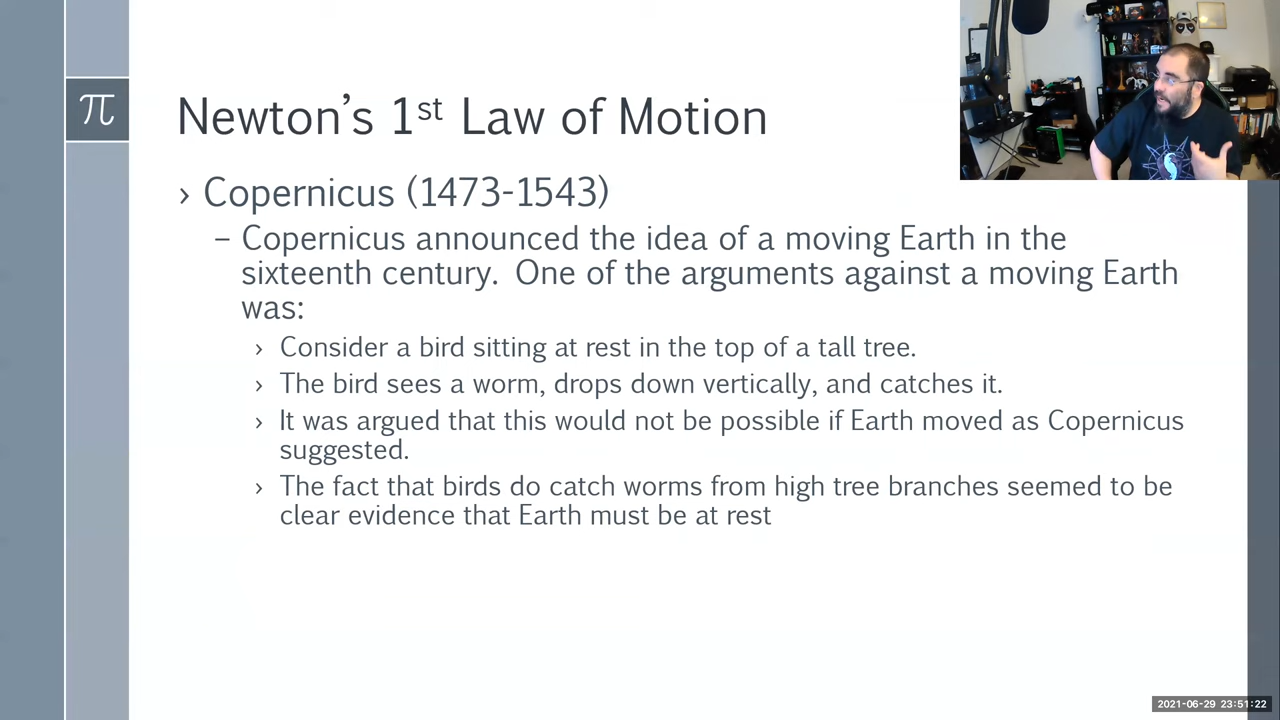 π
Newton’s 1st Law of Motion
› Copernicus (1473-1543)
– Copernicus announced the idea of a moving Earth in the
sixteenth century.  One of the arguments against a moving Earth
was:
› Consider a bird sitting at rest in the top of a tall tree.
› The bird sees a worm, drops down vertically, and catches it.
› It was argued that this would not be possible if Earth moved as Copernicus
suggested.
› The fact that birds do catch worms from high tree branches seemed to be
clear evidence that Earth must be at rest
2021-06-29 23:51:22